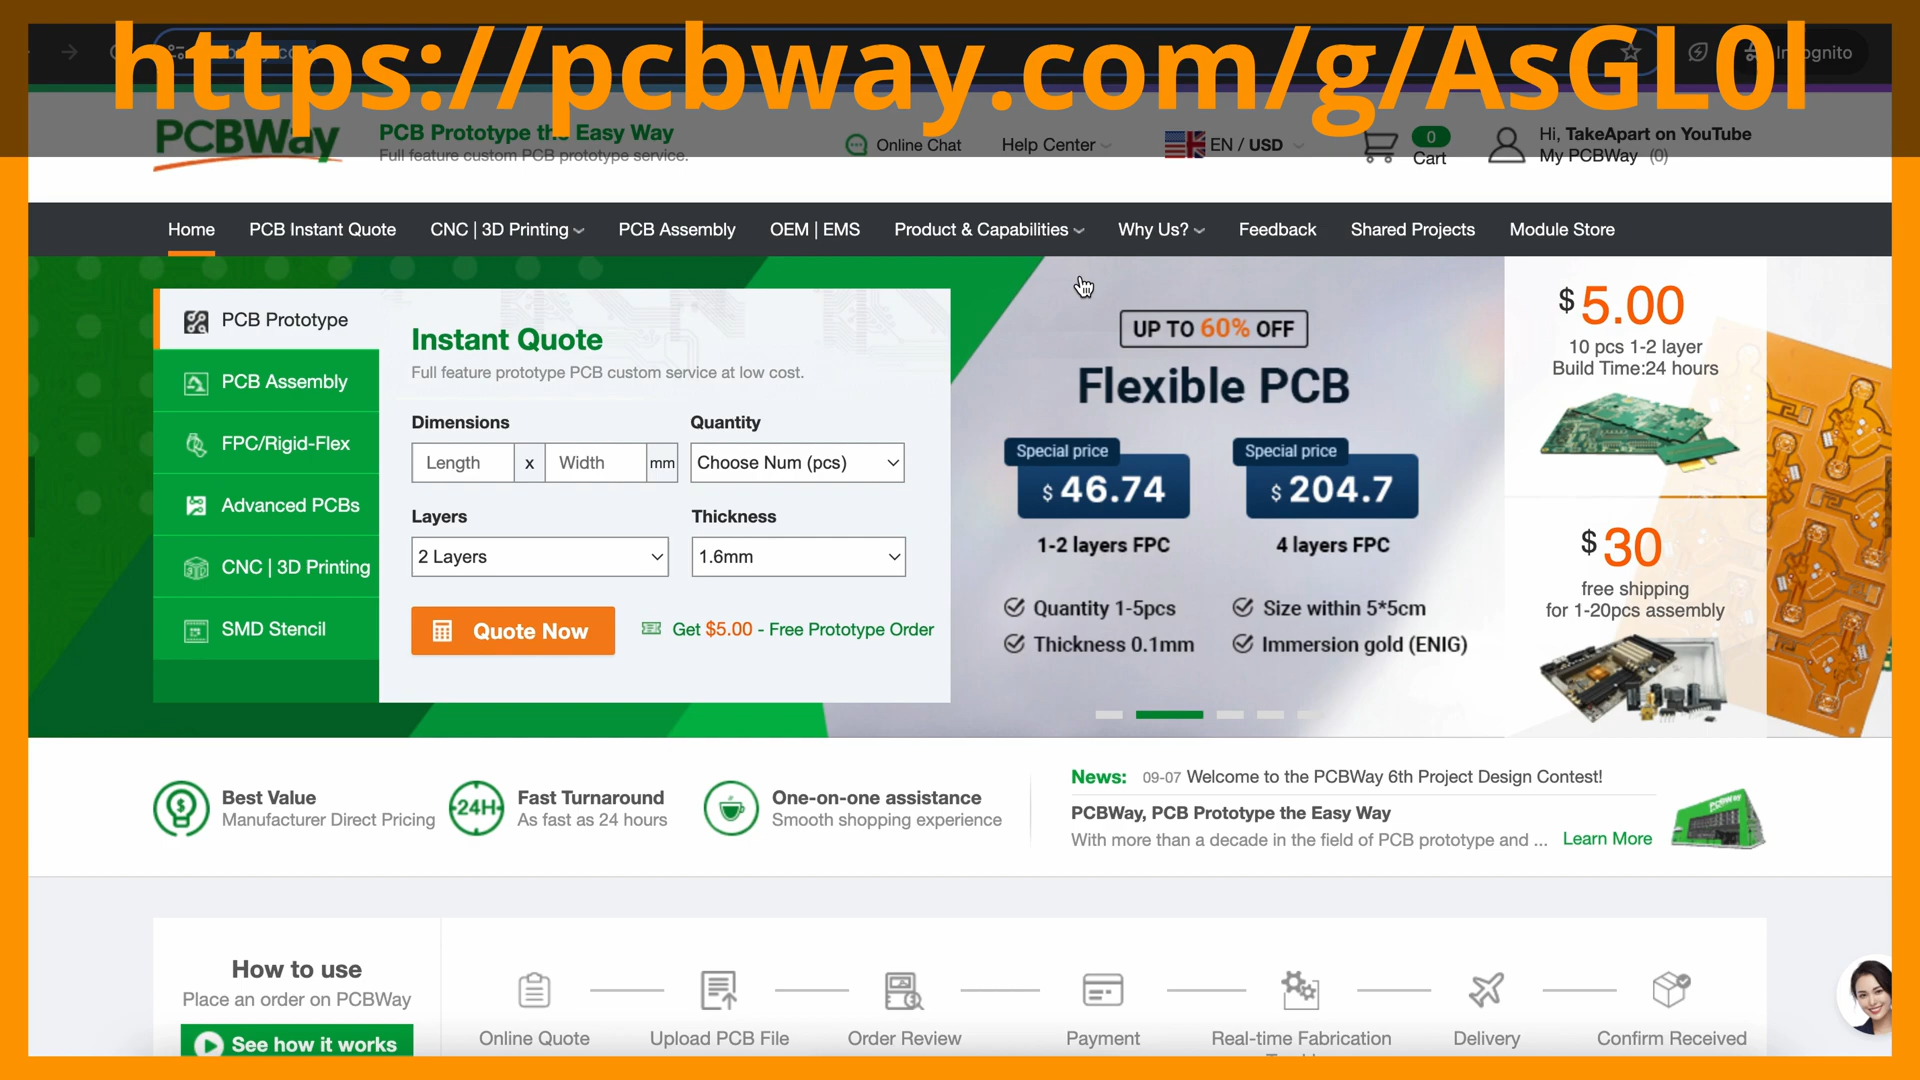 https://pcbway.com/g/AsGL0l
Incognito
PCBWay
PCB Prototype the Easy Way
Full feature custom PCB prototype service.
Online Chat
Help Center
EN / USD
0
Cart
Hi, TakeApart on YouTube
My PCBWay (0)
Home
PCB Instant Quote
CNC | 3D Printing
PCB Assembly
OEM | EMS
Product & Capabilities
Why Us?
Feedback
Shared Projects
Module Store
PCB Prototype
PCB Assembly
FPC/Rigid-Flex
Advanced PCBs
CNC | 3D Printing
SMD Stencil
Instant Quote
Full feature prototype PCB custom service at low cost.
Dimensions
Quantity
Length x Width mm
Choose Num (pcs)
Layers
Thickness
2 Layers
1.6mm
Quote Now
Get $5.00 - Free Prototype Order
UP TO 60% OFF
Flexible PCB
Special price
$ 46.74
1-2 layers FPC
Special price
$ 204.7
4 layers FPC
Quantity 1-5pcs
Size within 5*5cm
Thickness 0.1mm
Immersion gold (ENIG)
$5.00
10 pcs 1-2 layer
Build Time:24 hours
$30
free shipping
for 1-20pcs assembly
Best Value
Manufacturer Direct Pricing
24H
Fast Turnaround
As fast as 24 hours
One-on-one assistance
Smooth shopping experience
News: 09-07 Welcome to the PCBWay 6th Project Design Contest!
PCBWay, PCB Prototype the Easy Way
With more than a decade in the field of PCB prototype and ... Learn More
PCBWay
How to use
Place an order on PCBWay
See how it works
Online Quote
Upload PCB File
Order Review
Payment
Real-time Fabrication
Delivery
Confirm Received